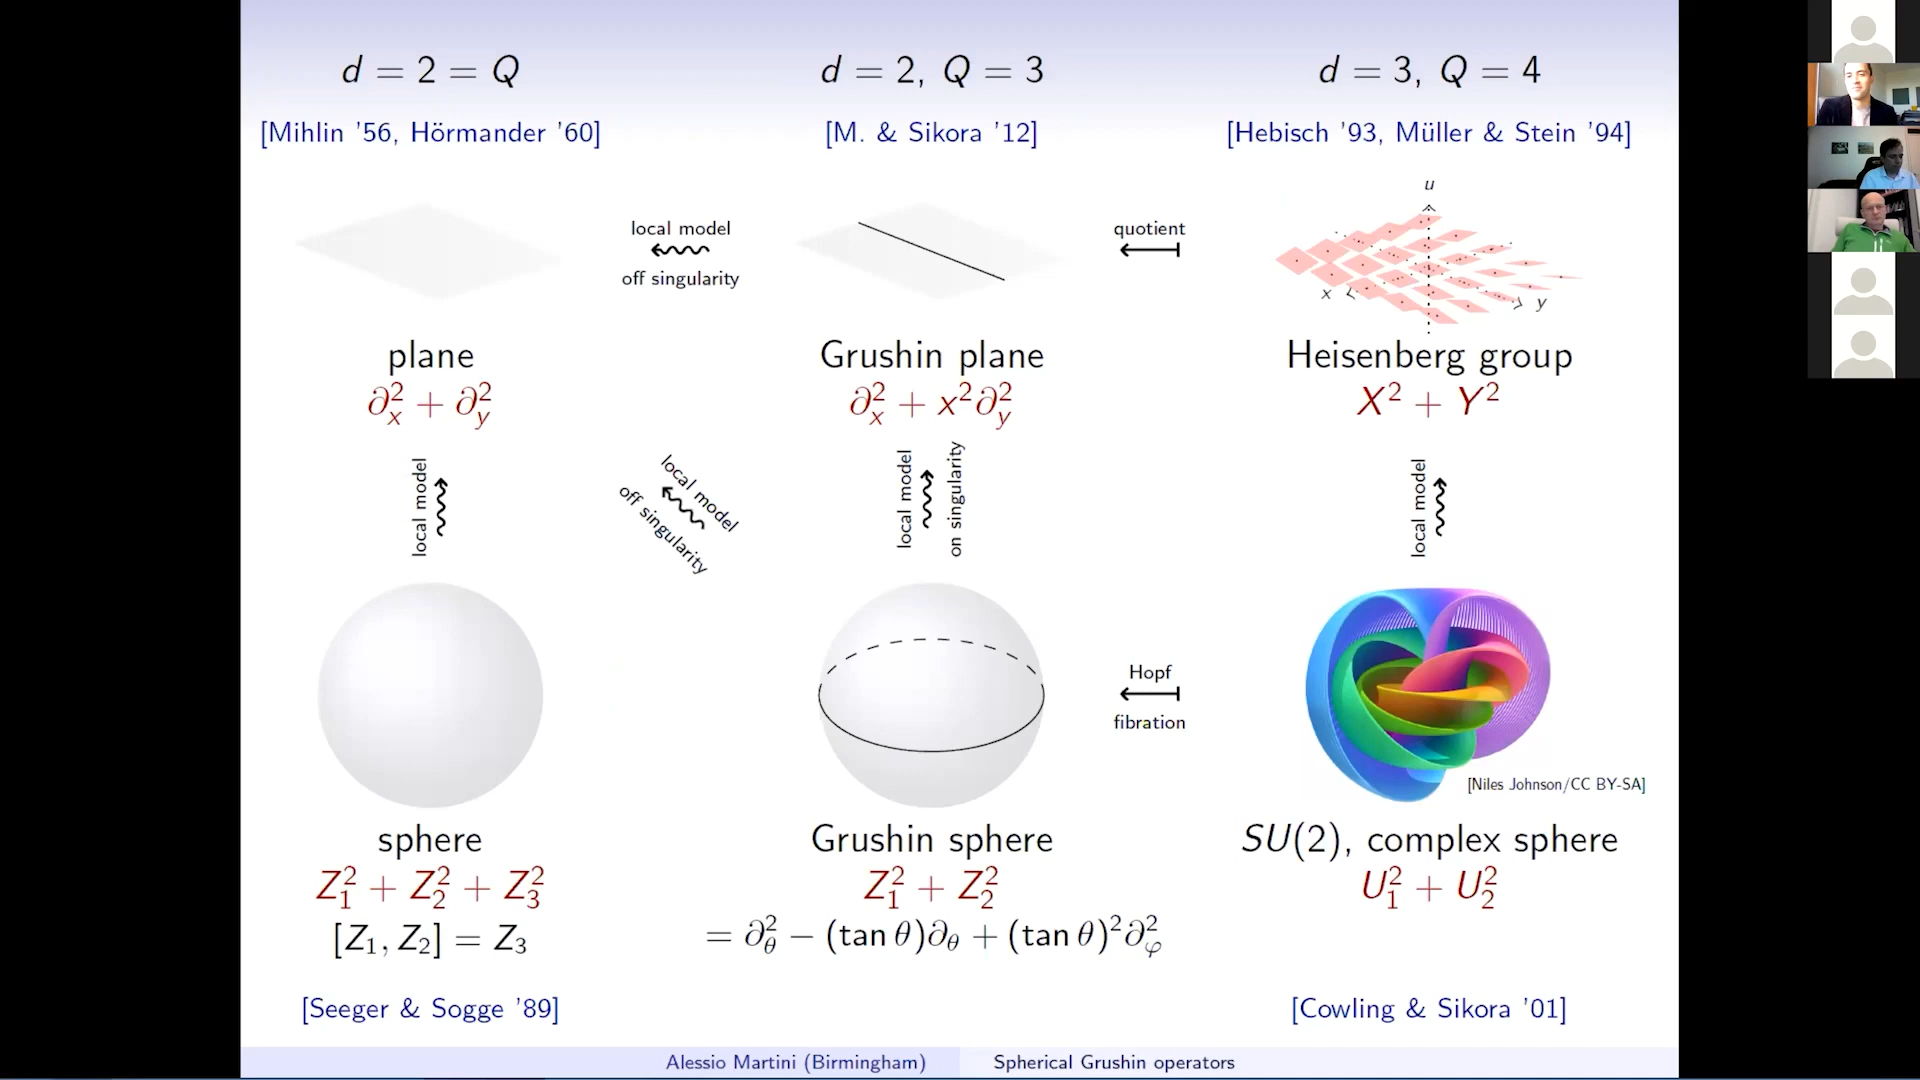 d = 2 = Q
d = 2, Q = 3
d = 3, Q = 4
[Mihlin '56, Hörmander '60]
[M. & Sikora '12]
[Hebisch '93, Müller & Stein '94]
local model
off singularity
quotient
u
x
y
plane
Grushin plane
Heisenberg group
∂²ₓ + ∂²ᵧ
∂²ₓ + x²∂²ᵧ
X² + Y²
local model
local model
off singularity
local model
on singularity
local model
Hopf
fibration
[Niles Johnson/CC BY-SA]
sphere
Grushin sphere
SU(2), complex sphere
Z₁² + Z₂² + Z₃²
Z₁² + Z₂²
U₁² + U₂²
[Z₁, Z₂] = Z₃
= ∂²_θ − (tan θ)∂_θ + (tan θ)²∂²_φ
[Seeger & Sogge '89]
[Cowling & Sikora '01]
Alessio Martini (Birmingham)
Spherical Grushin operators